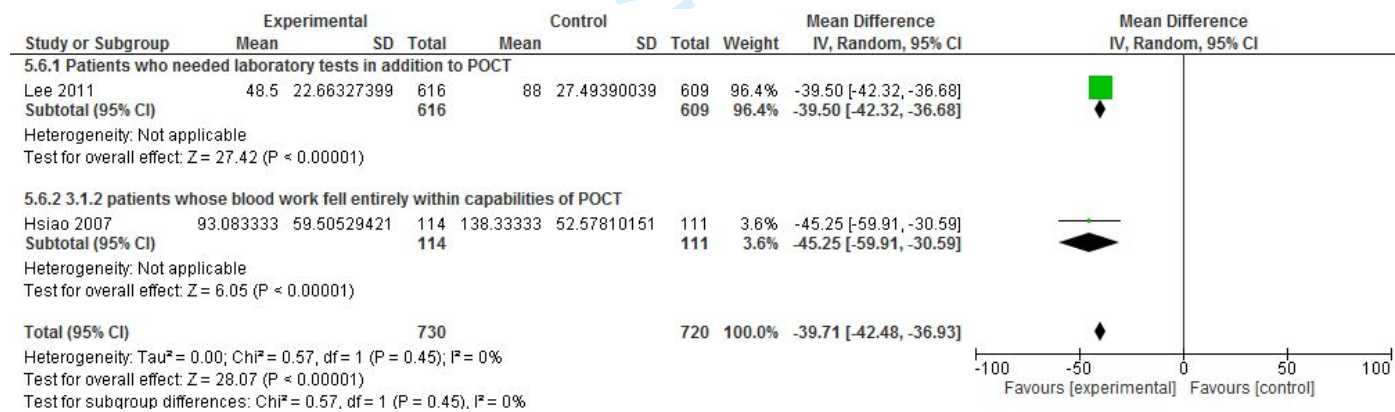 Experimental Control Mean Difference Mean Difference
Study or Subgroup Mean SD Total Mean SD Total Weight IV, Random, 95% CI IV, Random, 95% CI
5.6.1 Patients who needed laboratory tests in addition to POCT
Lee 2011 48.5 22.66327399 616 88 27.49390039 609 96.4% -39.50 [-42.32, -36.68]
Subtotal (95% CI) 616 609 96.4% -39.50 [-42.32, -36.68]
Heterogeneity: Not applicable
Test for overall effect: Z = 27.42 (P < 0.00001)
5.6.2 3.1.2 patients whose blood work fell entirely within capabilities of POCT
Hsiao 2007 93.083333 59.50529421 114 138.33333 52.57810151 111 3.6% -45.25 [-59.91, -30.59]
Subtotal (95% CI) 114 111 3.6% -45.25 [-59.91, -30.59]
Heterogeneity: Not applicable
Test for overall effect: Z = 6.05 (P < 0.00001)
Total (95% CI) 730 720 100.0% -39.71 [-42.48, -36.93]
Heterogeneity: Tau² = 0.00; Chi² = 0.57, df = 1 (P = 0.45); I² = 0%
Test for overall effect: Z = 28.07 (P < 0.00001)
Test for subgroup differences: Chi² = 0.57, df = 1 (P = 0.45), I² = 0%
-100 -50 0 50 100
Favours [experimental] Favours [control]